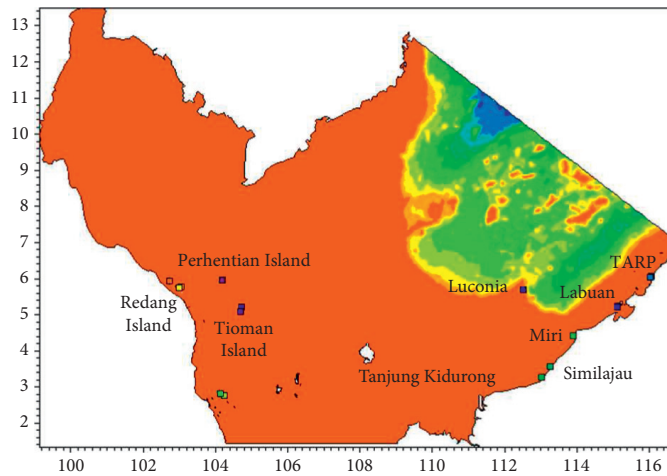 13
12
11
10
9
8
7
6
5
4
3
2
Perhentian Island
Redang
Island
Tioman
Island
TARP
Luconia
Labuan
Miri
Tanjung Kidurong
Similajau
100 102 104 106 108 110 112 114 116